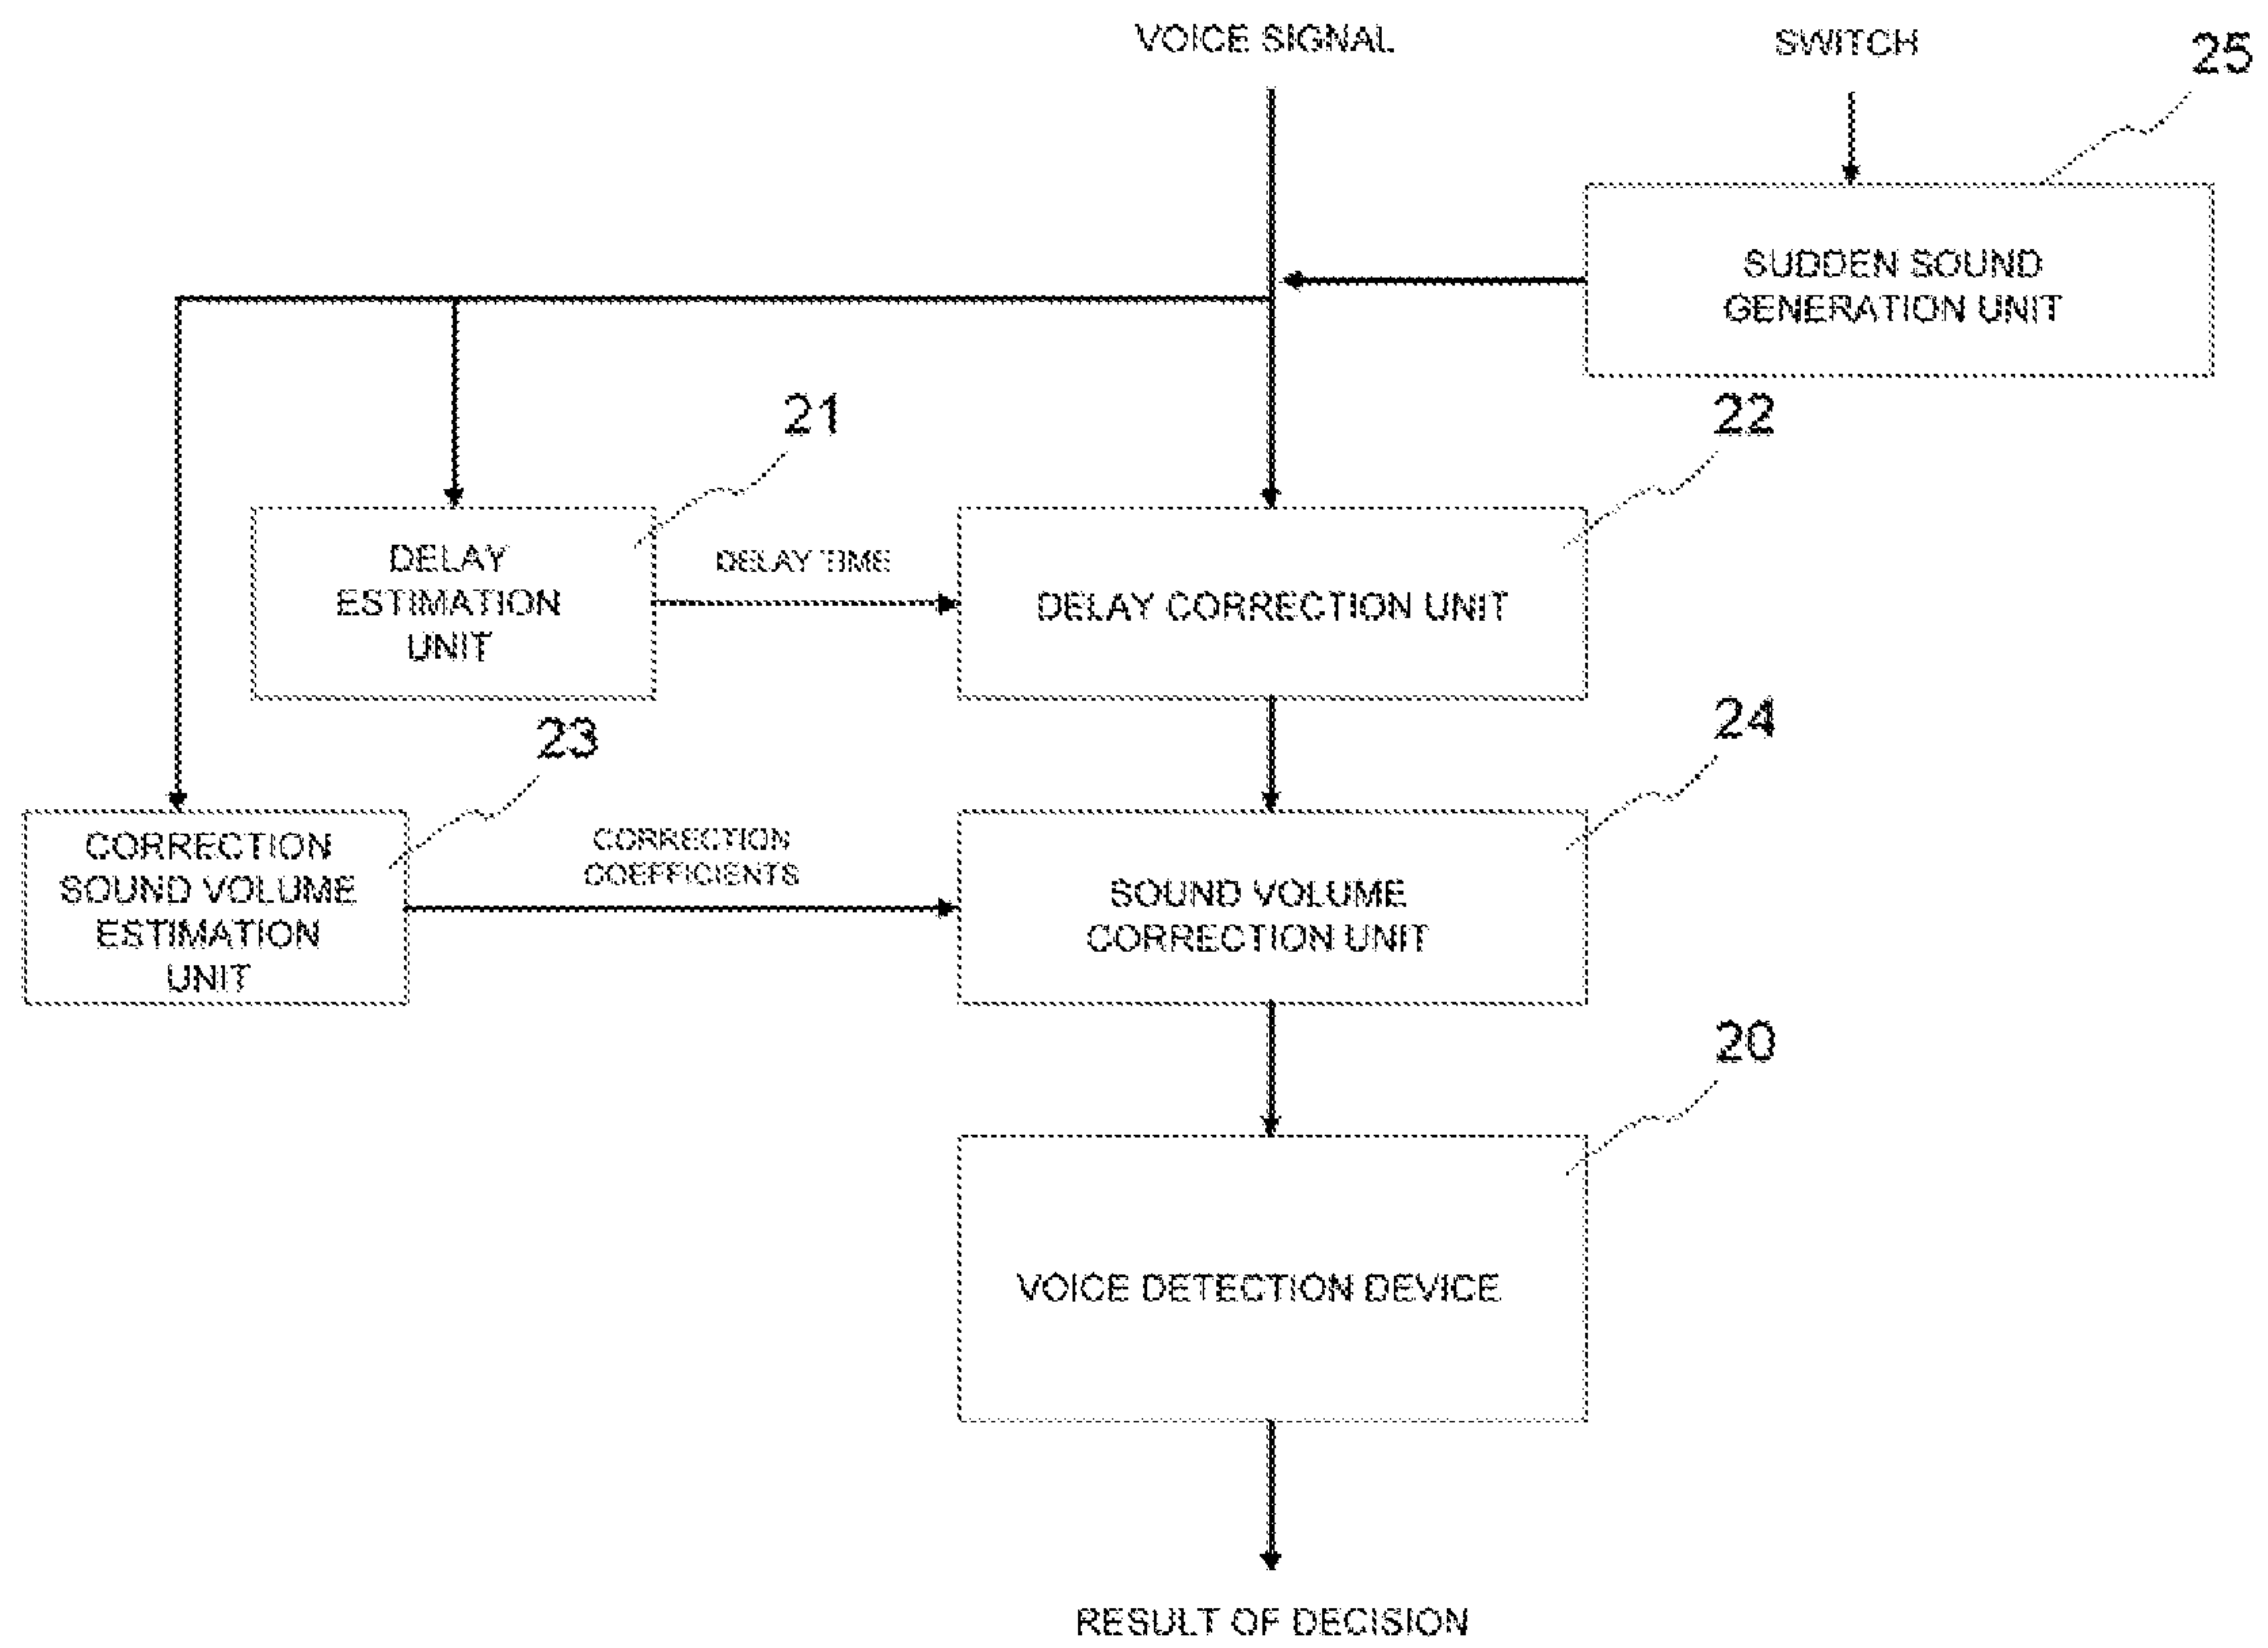 VOICE SIGNAL
SWITCH
25
SUDDEN SOUND
GENERATION UNIT
21
22
DELAY
ESTIMATION
UNIT
DELAY TIME
DELAY CORRECTION UNIT
23
24
CORRECTION
SOUND VOLUME
ESTIMATION
UNIT
CORRECTION
COEFFICIENTS
SOUND VOLUME
CORRECTION UNIT
20
VOICE DETECTION DEVICE
RESULT OF DECISION